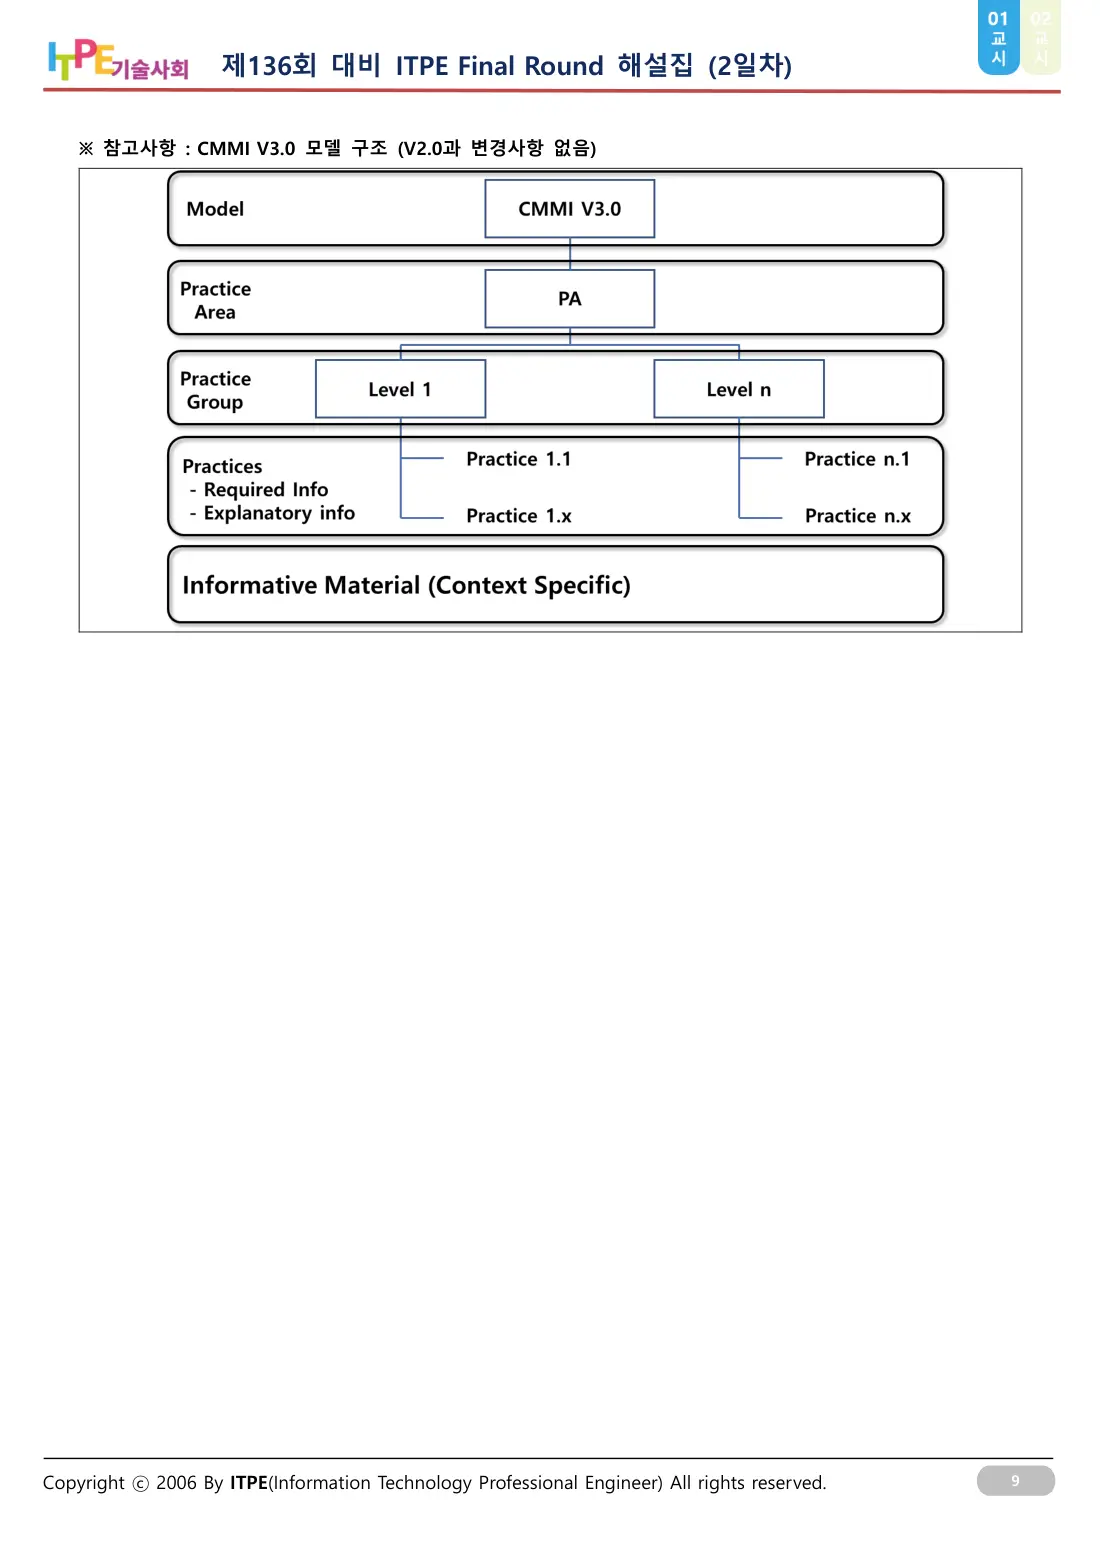 ITPE기술사회 제136회 대비 ITPE Final Round 해설집 (2일차)
01
교
시
02
교
시
※ 참고사항 : CMMI V3.0 모델 구조 (V2.0과 변경사항 없음)
Model
CMMI V3.0
Practice
Area
PA
Practice
Group
Level 1
Level n
Practices
- Required Info
- Explanatory info
Practice 1.1
Practice n.1
Practice 1.x
Practice n.x
Informative Material (Context Specific)
Copyright ⓒ 2006 By ITPE(Information Technology Professional Engineer) All rights reserved.
9